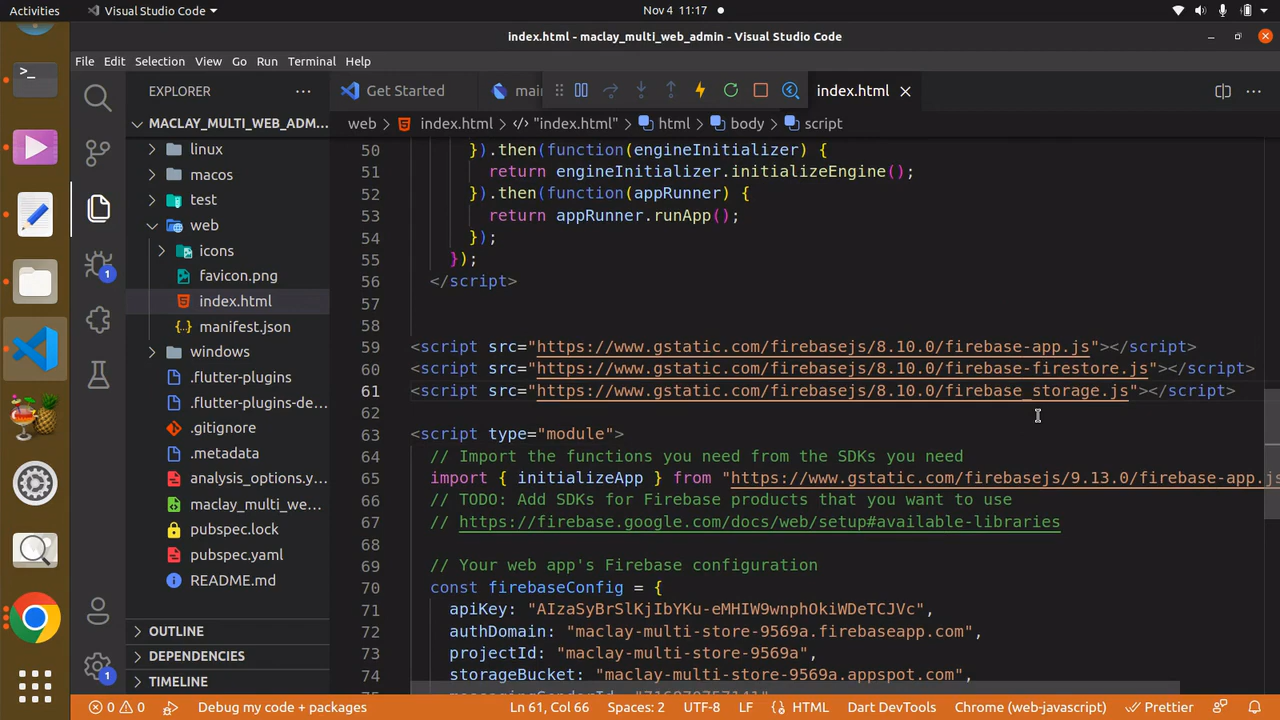 Activities
Visual Studio Code
Nov 4 11:17
index.html - maclay_multi_web_admin - Visual Studio Code
File Edit Selection View Go Run Terminal Help
EXPLORER
Get Started
main
index.html
MACLAY_MULTI_WEB_ADM...
web
index.html
"index.html"
html
body
script
linux
macos
test
web
icons
favicon.png
index.html
manifest.json
windows
.flutter-plugins
.flutter-plugins-de...
.gitignore
.metadata
analysis_options.y...
maclay_multi_we...
pubspec.lock
pubspec.yaml
README.md
OUTLINE
DEPENDENCIES
TIMELINE
1
1
50 }).then(function(engineInitializer) {
51 return engineInitializer.initializeEngine();
52 }).then(function(appRunner) {
53 return appRunner.runApp();
54 });
55 });
56 </script>
57
58
59 <script src="https://www.gstatic.com/firebasejs/8.10.0/firebase-app.js"></script>
60 <script src="https://www.gstatic.com/firebasejs/8.10.0/firebase-firestore.js"></script>
61 <script src="https://www.gstatic.com/firebasejs/8.10.0/firebase_storage.js"></script>
62
63 <script type="module">
64 // Import the functions you need from the SDKs you need
65 import { initializeApp } from "https://www.gstatic.com/firebasejs/9.13.0/firebase-app.js
66 // TODO: Add SDKs for Firebase products that you want to use
67 // https://firebase.google.com/docs/web/setup#available-libraries
68
69 // Your web app's Firebase configuration
70 const firebaseConfig = {
71 apiKey: "AIzaSyBrSlKjIbYKu-eMHIW9wnphOkiWDeTCJVc",
72 authDomain: "maclay-multi-store-9569a.firebaseapp.com",
73 projectId: "maclay-multi-store-9569a",
74 storageBucket: "maclay-multi-store-9569a.appspot.com",
0 0 Debug my code + packages Ln 61, Col 66 Spaces: 2 UTF-8 LF HTML Dart DevTools Chrome (web-javascript) Prettier